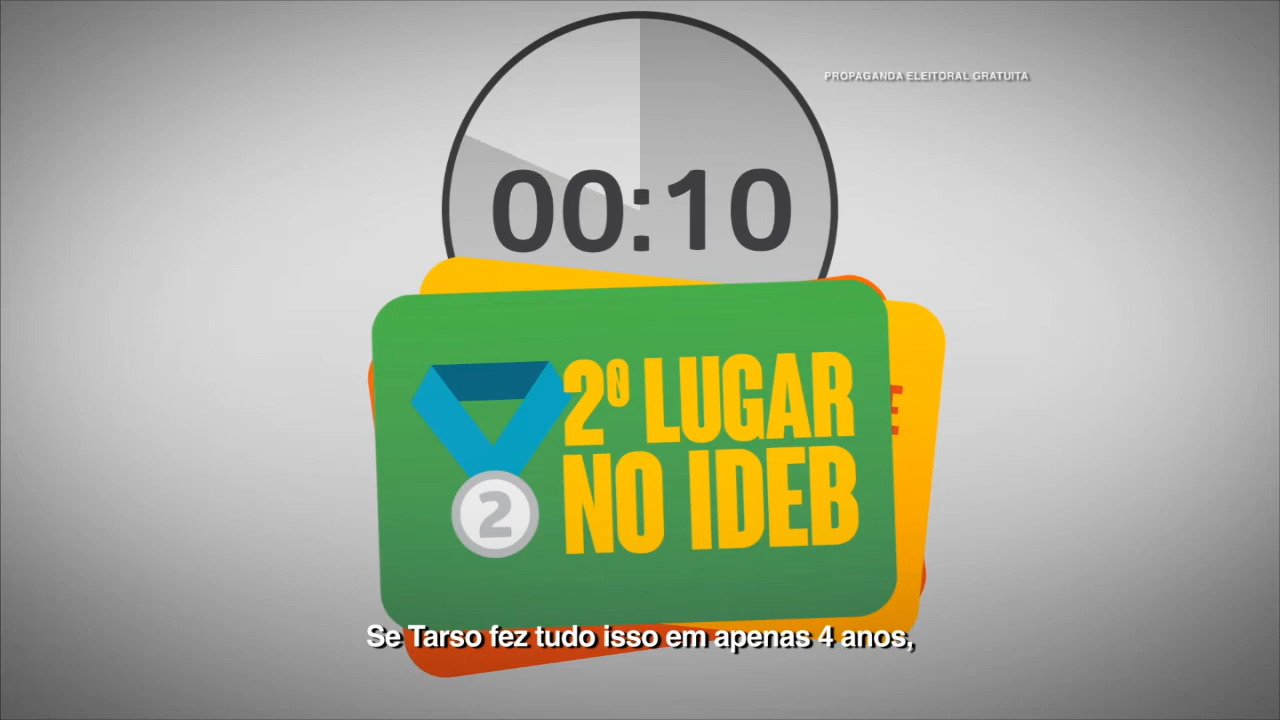 PROPAGANDA ELEITORAL GRATUITA
00:10
2º LUGAR
NO IDEB
2
E
Se Tarso fez tudo isso em apenas 4 anos,